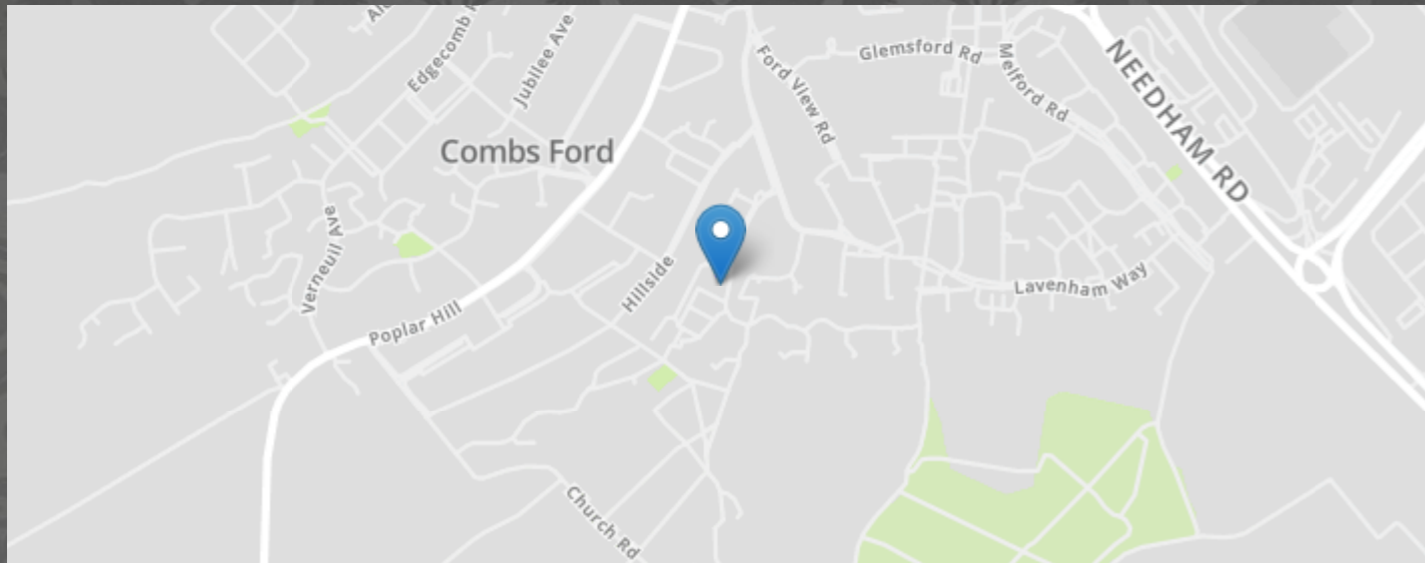 Edgecomb
Jubilee Ave
Ford View Rd
Glemsford Rd
Melford Rd
NEEDHAM RD
Combs Ford
Verneuil Ave
Hillside
Lavenham Way
Poplar Hill
Church Rd